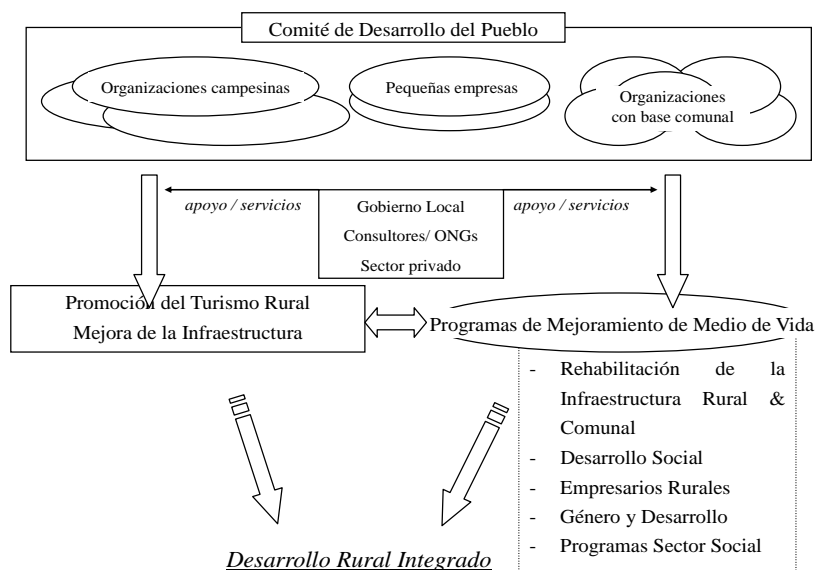 Comité de Desarrollo del Pueblo
Organizaciones campesinas
Pequeñas empresas
Organizaciones
con base comunal
apoyo / servicios
Gobierno Local
Consultores/ ONGs
Sector privado
apoyo / servicios
Promoción del Turismo Rural
Mejora de la Infraestructura
Programas de Mejoramiento de Medio de Vida
- Rehabilitación de la
Infraestructura Rural &
Comunal
- Desarrollo Social
- Empresarios Rurales
- Género y Desarrollo
- Programas Sector Social
Desarrollo Rural Integrado